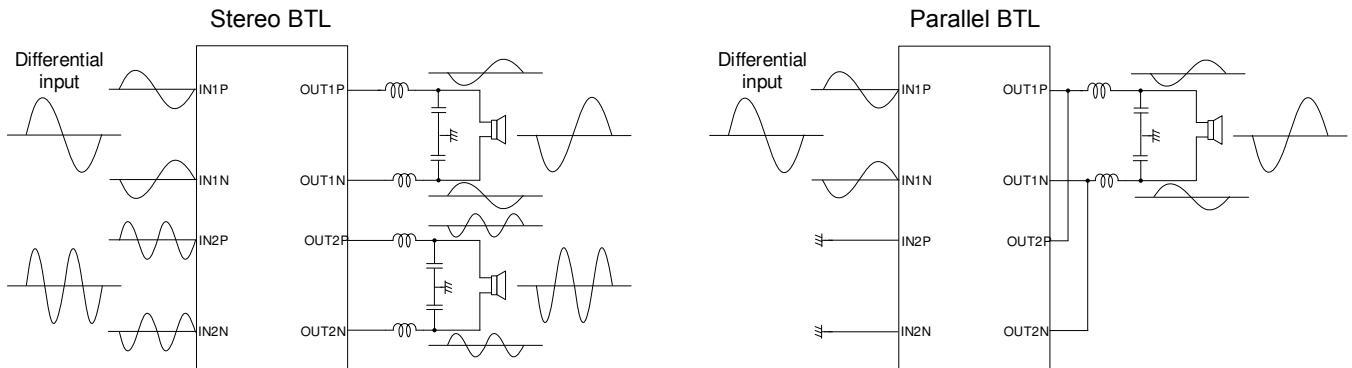 Stereo BTL
Differential
input
IN1P
IN1N
IN2P
IN2N
OUT1P
OUT1N
OUT2P
OUT2N
Parallel BTL
Differential
input
IN1P
IN1N
IN2P
IN2N
OUT1P
OUT1N
OUT2P
OUT2N